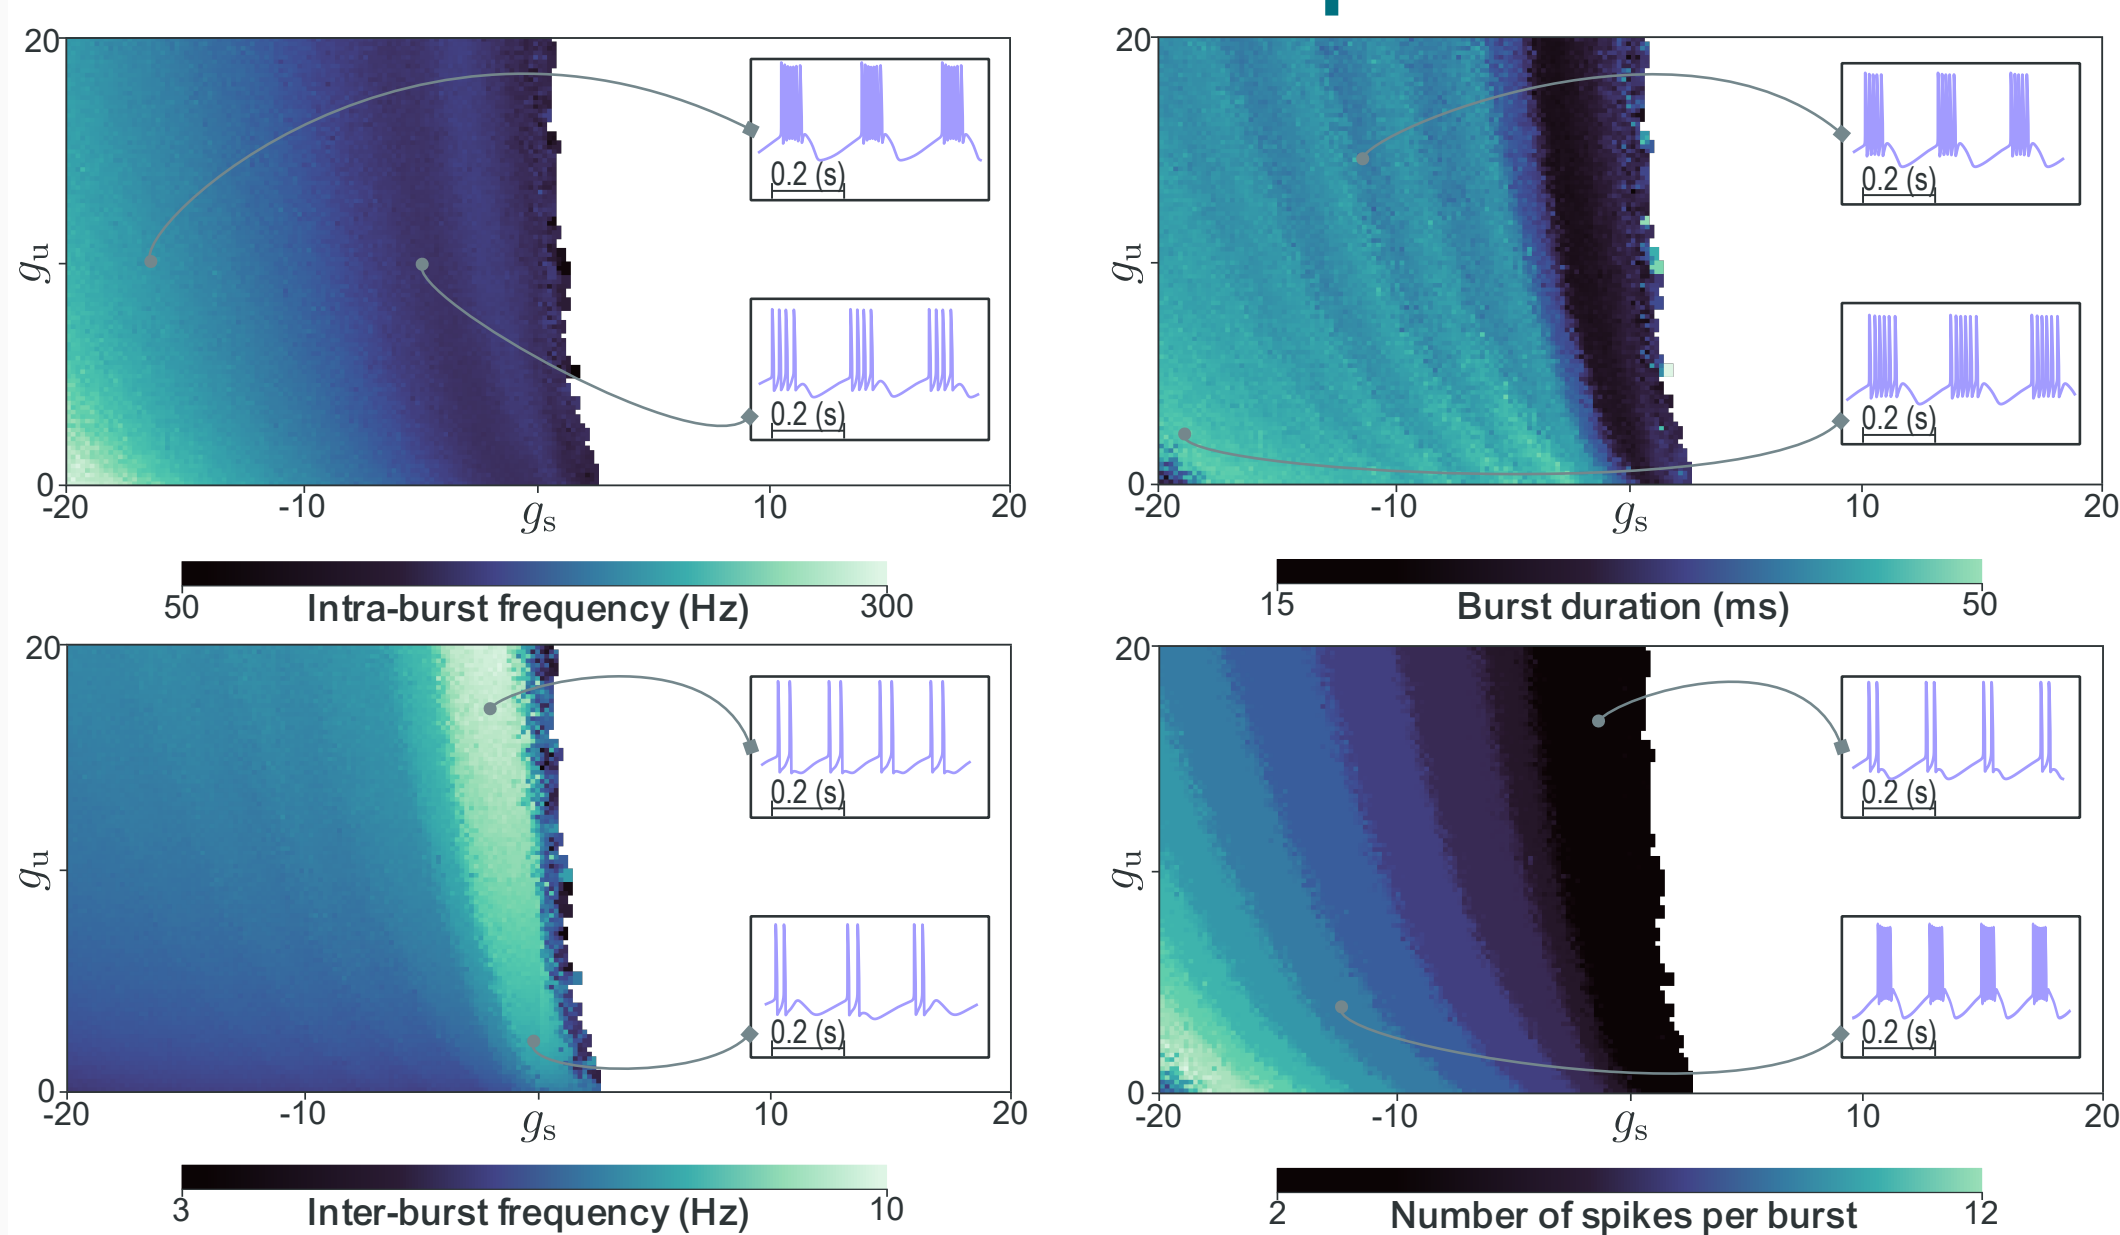 20
g_u
0.2 (s)
0.2 (s)
0
-20
-10
g_s
10
20
50
Intra-burst frequency (Hz)
300
20
g_u
0.2 (s)
0.2 (s)
0
-20
-10
g_s
10
20
15
Burst duration (ms)
50
20
g_u
0.2 (s)
0.2 (s)
0
-20
-10
g_s
10
20
3
Inter-burst frequency (Hz)
10
20
g_u
0.2 (s)
0.2 (s)
0
-20
-10
g_s
10
20
2
Number of spikes per burst
12